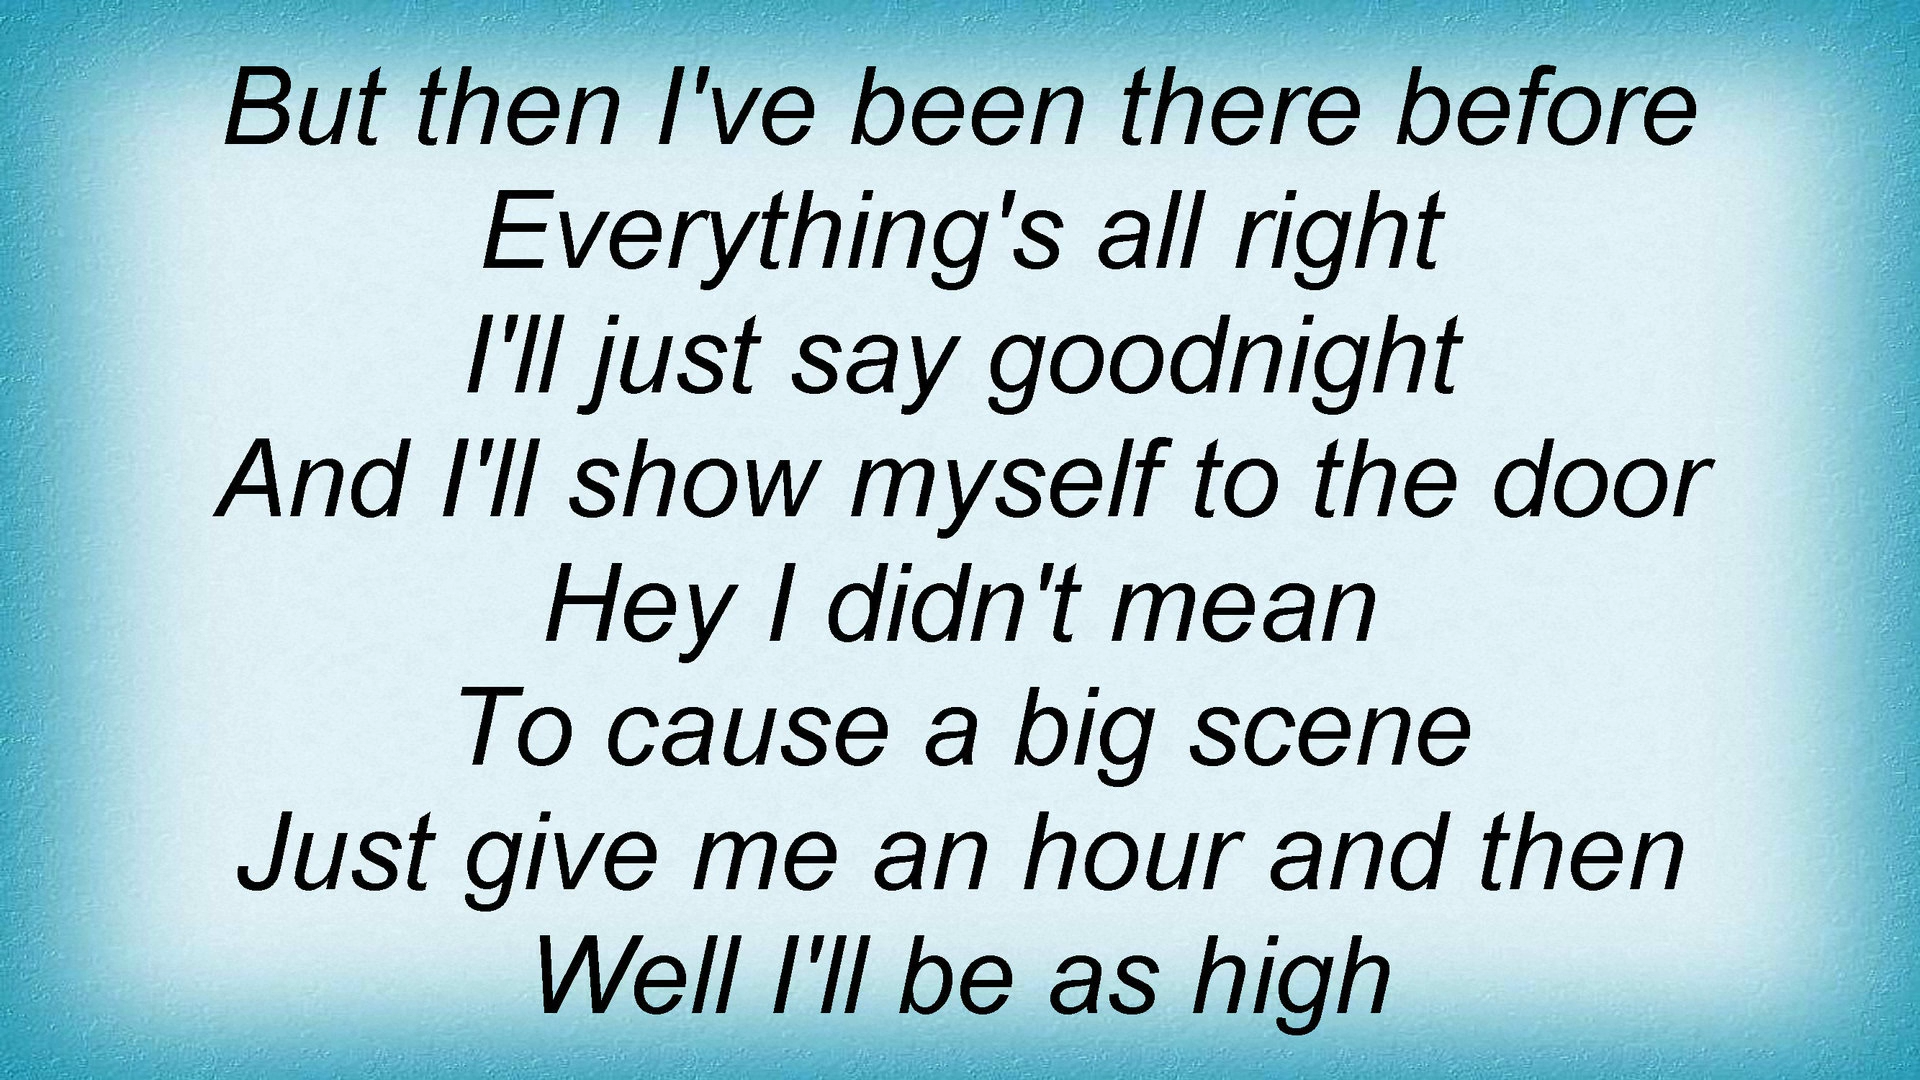 But then I've been there before
Everything's all right
I'll just say goodnight
And I'll show myself to the door
Hey I didn't mean
To cause a big scene
Just give me an hour and then
Well I'll be as high